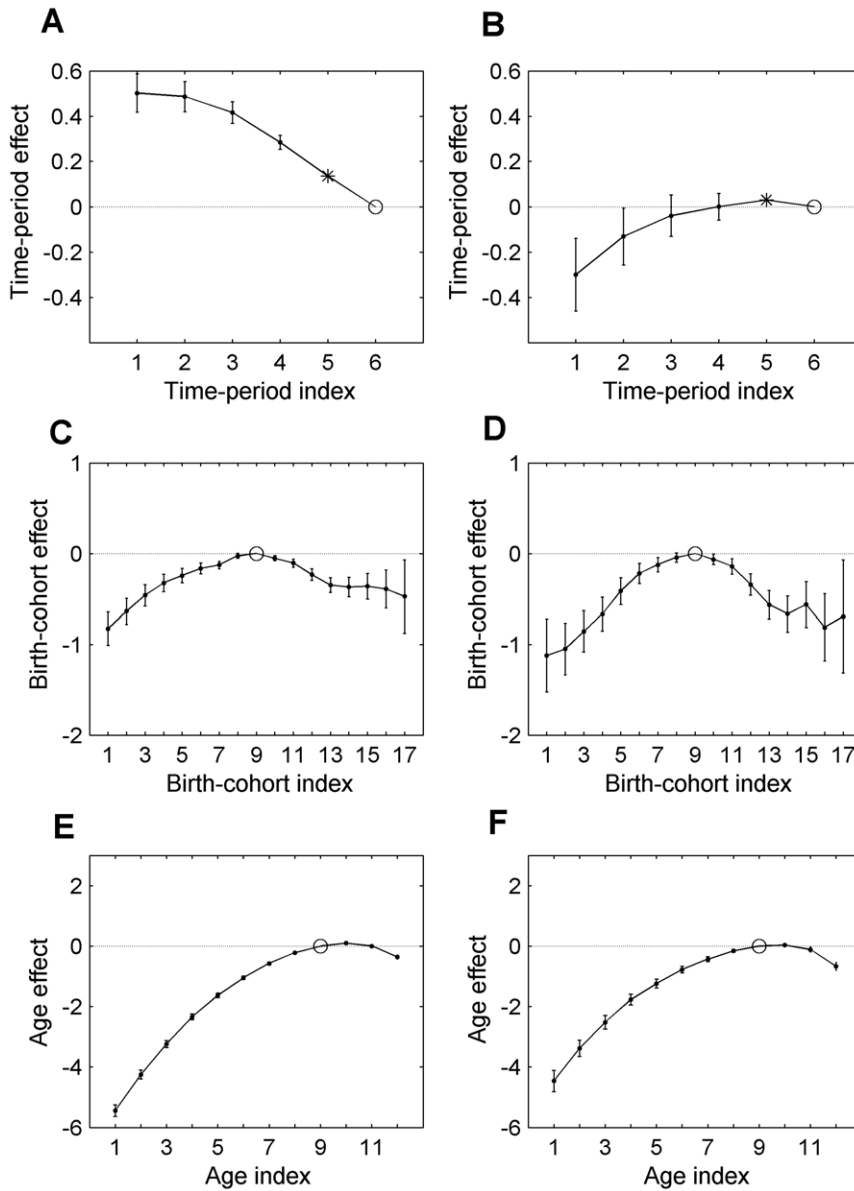 A
0.6
0.4
0.2
0
-0.2
-0.4
1 2 3 4 5 6
Time-period effect
Time-period index
B
0.6
0.4
0.2
0
-0.2
-0.4
1 2 3 4 5 6
Time-period effect
Time-period index
C
1
0
-1
-2
1 3 5 7 9 11 13 15 17
Birth-cohort effect
Birth-cohort index
D
1
0
-1
-2
1 3 5 7 9 11 13 15 17
Birth-cohort effect
Birth-cohort index
E
2
0
-2
-4
-6
1 3 5 7 9 11
Age effect
Age index
F
2
0
-2
-4
-6
1 3 5 7 9 11
Age effect
Age index